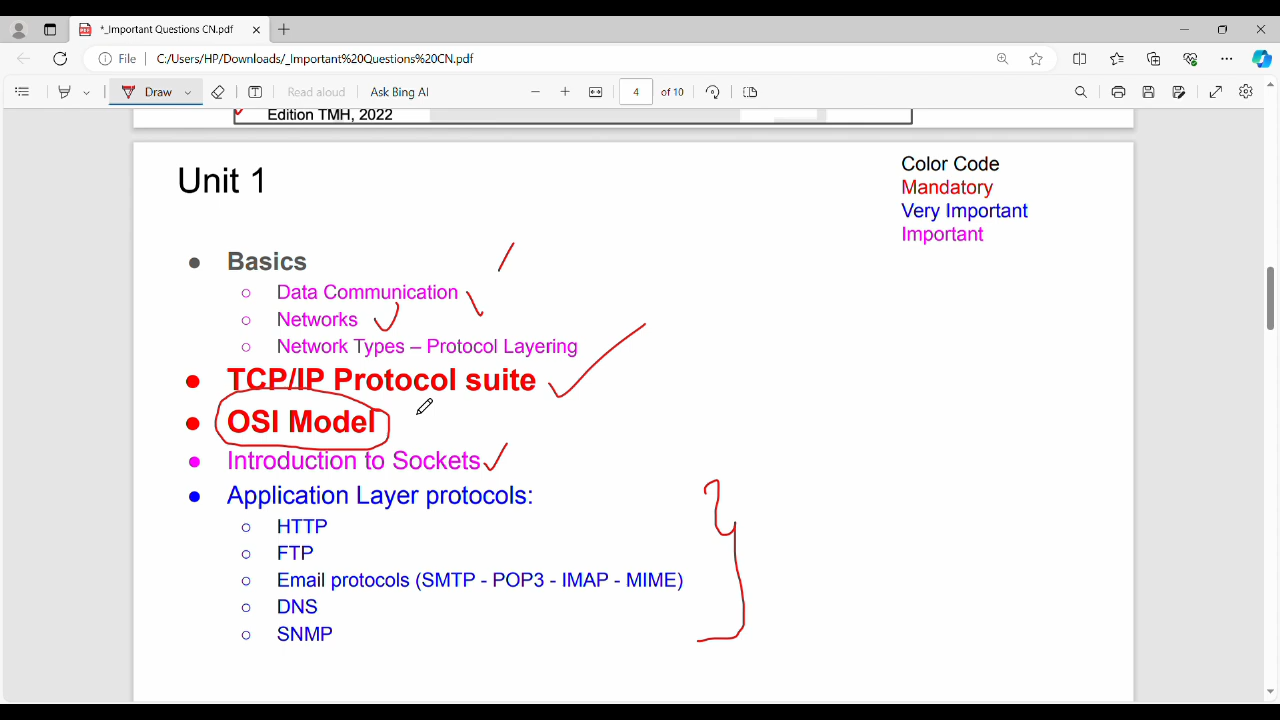 *_Important Questions CN.pdf
File
C:/Users/HP/Downloads/_Important%20Questions%20CN.pdf
Draw
Read aloud
Ask Bing AI
4
of 10
Edition TMH, 2022
Unit 1
Color Code
Mandatory
Very Important
Important
Basics
Data Communication
Networks
Network Types – Protocol Layering
TCP/IP Protocol suite
OSI Model
Introduction to Sockets
Application Layer protocols:
HTTP
FTP
Email protocols (SMTP - POP3 - IMAP - MIME)
DNS
SNMP